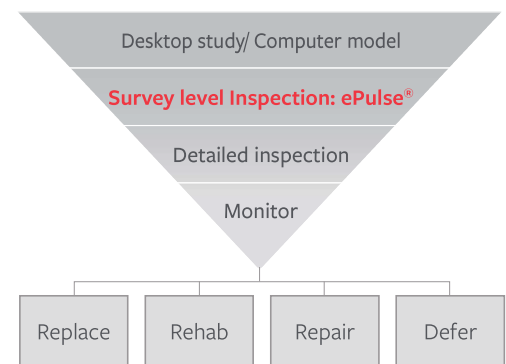 Desktop study/ Computer model
Survey level Inspection: ePulse®
Detailed inspection
Monitor
Replace
Rehab
Repair
Defer